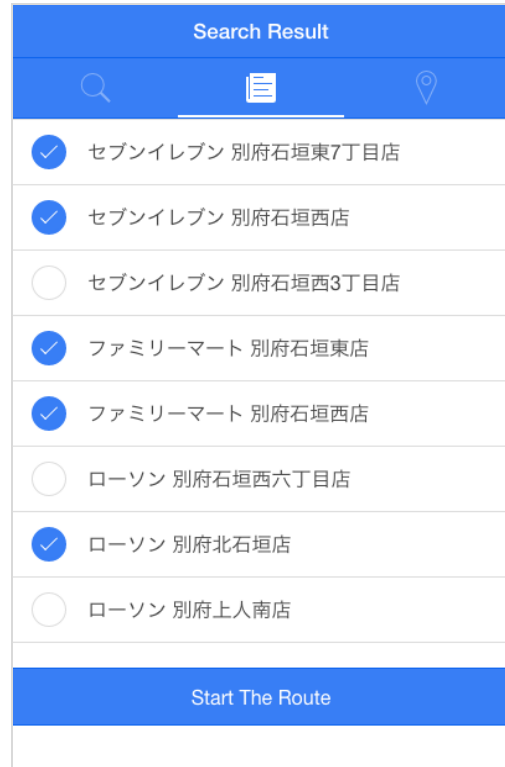 Search Result
セブンイレブン 別府石垣東7丁目店
セブンイレブン 別府石垣西店
セブンイレブン 別府石垣西3丁目店
ファミリーマート 別府石垣東店
ファミリーマート 別府石垣西店
ローソン 別府石垣西六丁目店
ローソン 別府北石垣店
ローソン 別府上人南店
Start The Route